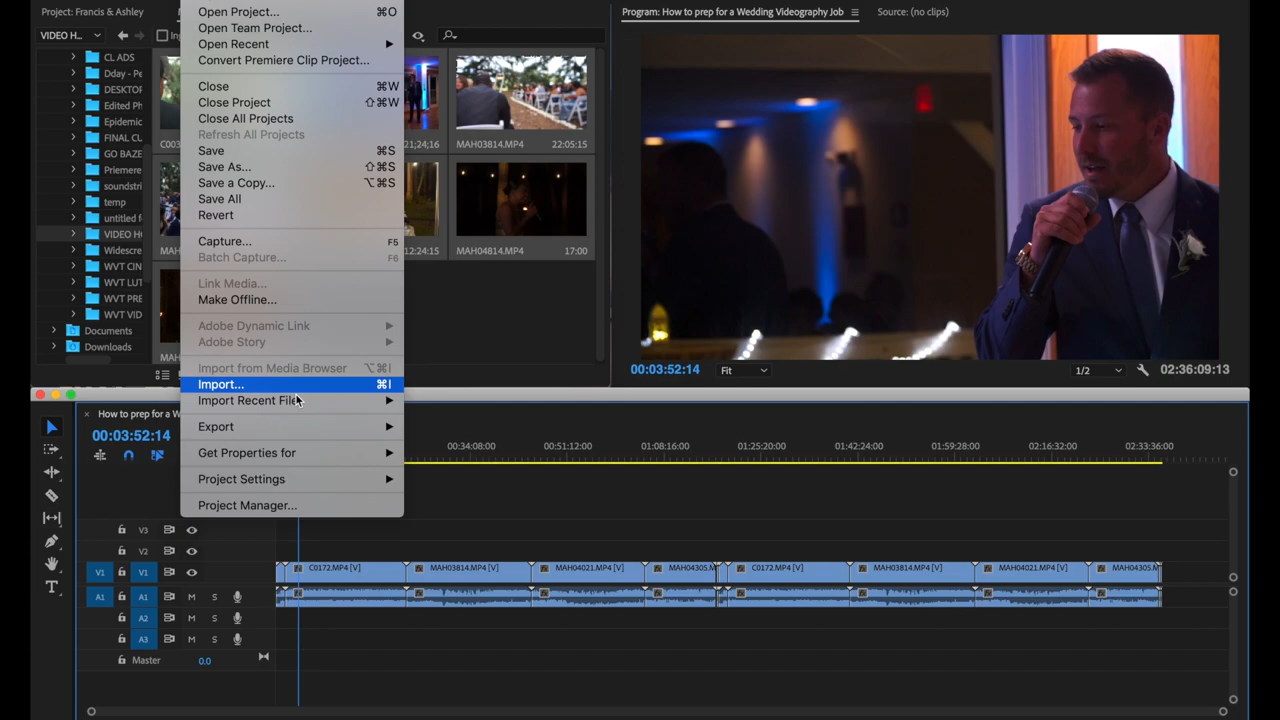 Project: Francis & Ashley
VIDEO H...
CL ADS
Dday - Pe
DESKTOP
Edited Ph
Epidemic
FINAL CU
GO BAZE
Priemere
soundstri
temp
untitled f
VIDEO H
Widescre
WVT CIN
WVT LUT
WVT PRE
WVT VID
Documents
Downloads
Open Project... ⌘O
Open Team Project...
Open Recent
Convert Premiere Clip Project...
Close ⌘W
Close Project ⇧⌘W
Close All Projects
Refresh All Projects
Save ⌘S
Save As... ⇧⌘S
Save a Copy... ⌥⌘S
Save All
Revert
Capture... F5
Batch Capture... F6
Link Media...
Make Offline...
Adobe Dynamic Link
Adobe Story
Import from Media Browser ⌥⌘I
Import... ⌘I
Import Recent File
Export
Get Properties for
Project Settings
Project Manager...
C003
21;24;16
MAH03814.MP4 22:05:15
MAH
12:24:15
MAH04814.MP4 17:00
MAH
Program: How to prep for a Wedding Videography Job
Source: (no clips)
00:03:52:14
Fit
1/2
02:36:09:13
How to prep for a W
00:03:52:14
00:34:08:00 00:51:12:00 01:08:16:00 01:25:20:00 01:42:24:00 01:59:28:00 02:16:32:00 02:33:36:00
V3
V2
V1 V1
C0172.MP4 [V] MAH03814.MP4 [V] MAH04021.MP4 [V] MAH04305.M C0172.MP4 [V] MAH03814.MP4 [V] MAH04021.MP4 [V] MAH04305.M
A1 A1 M S
A2 M S
A3 M S
Master 0.0